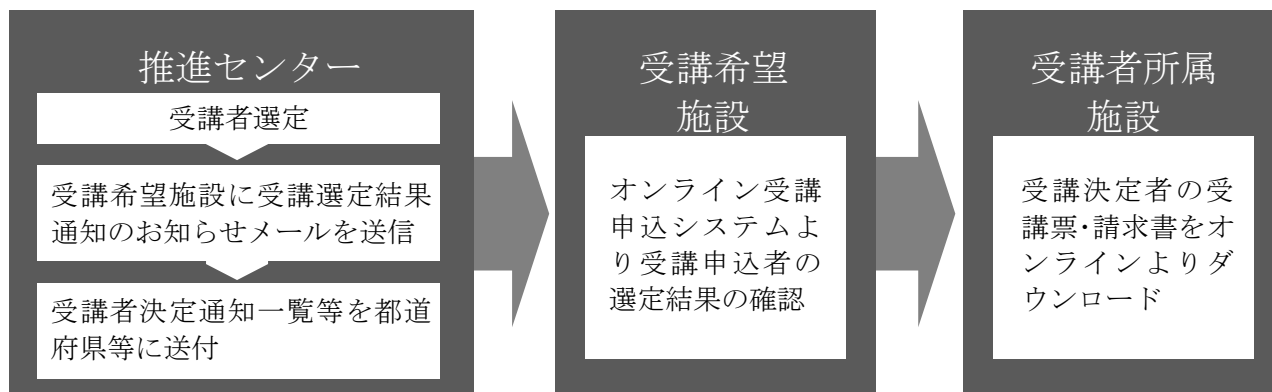 推進センター
受講者選定
受講希望施設に受講選定結果
通知のお知らせメールを送信
受講者決定通知一覧等を都道
府県等に送付
受講希望
施設
オンライン受講
申込システムよ
り受講申込者の
選定結果の確認
受講者所属
施設
受講決定者の受
講票･請求書をオ
ンラインよりダ
ウンロード